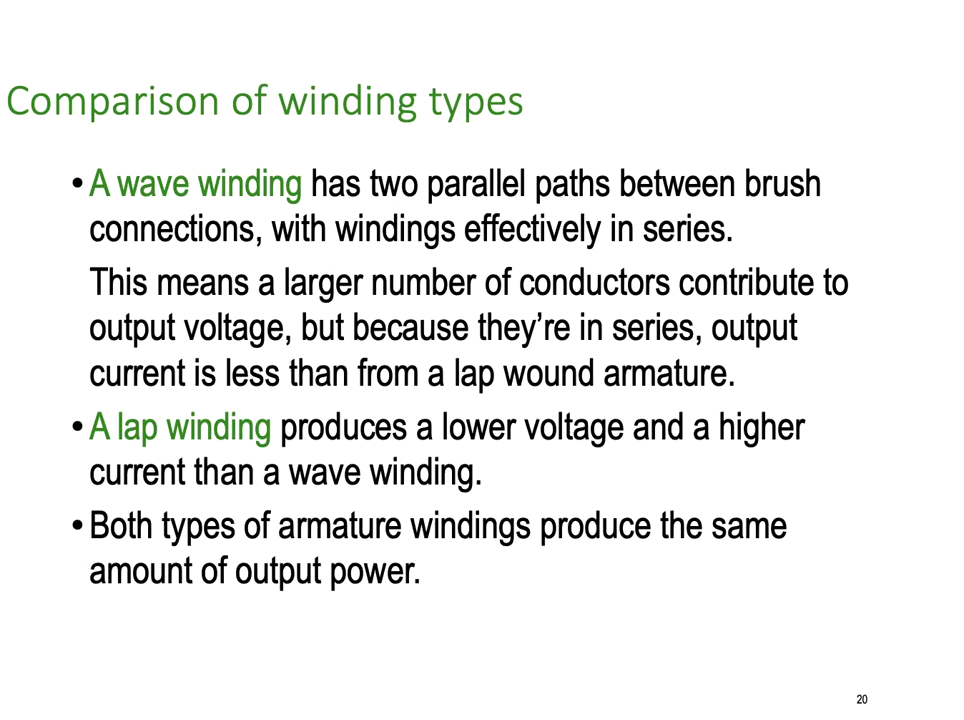 Comparison of winding types
• A wave winding has two parallel paths between brush
connections, with windings effectively in series.
This means a larger number of conductors contribute to
output voltage, but because they’re in series, output
current is less than from a lap wound armature.
• A lap winding produces a lower voltage and a higher
current than a wave winding.
• Both types of armature windings produce the same
amount of output power.
20